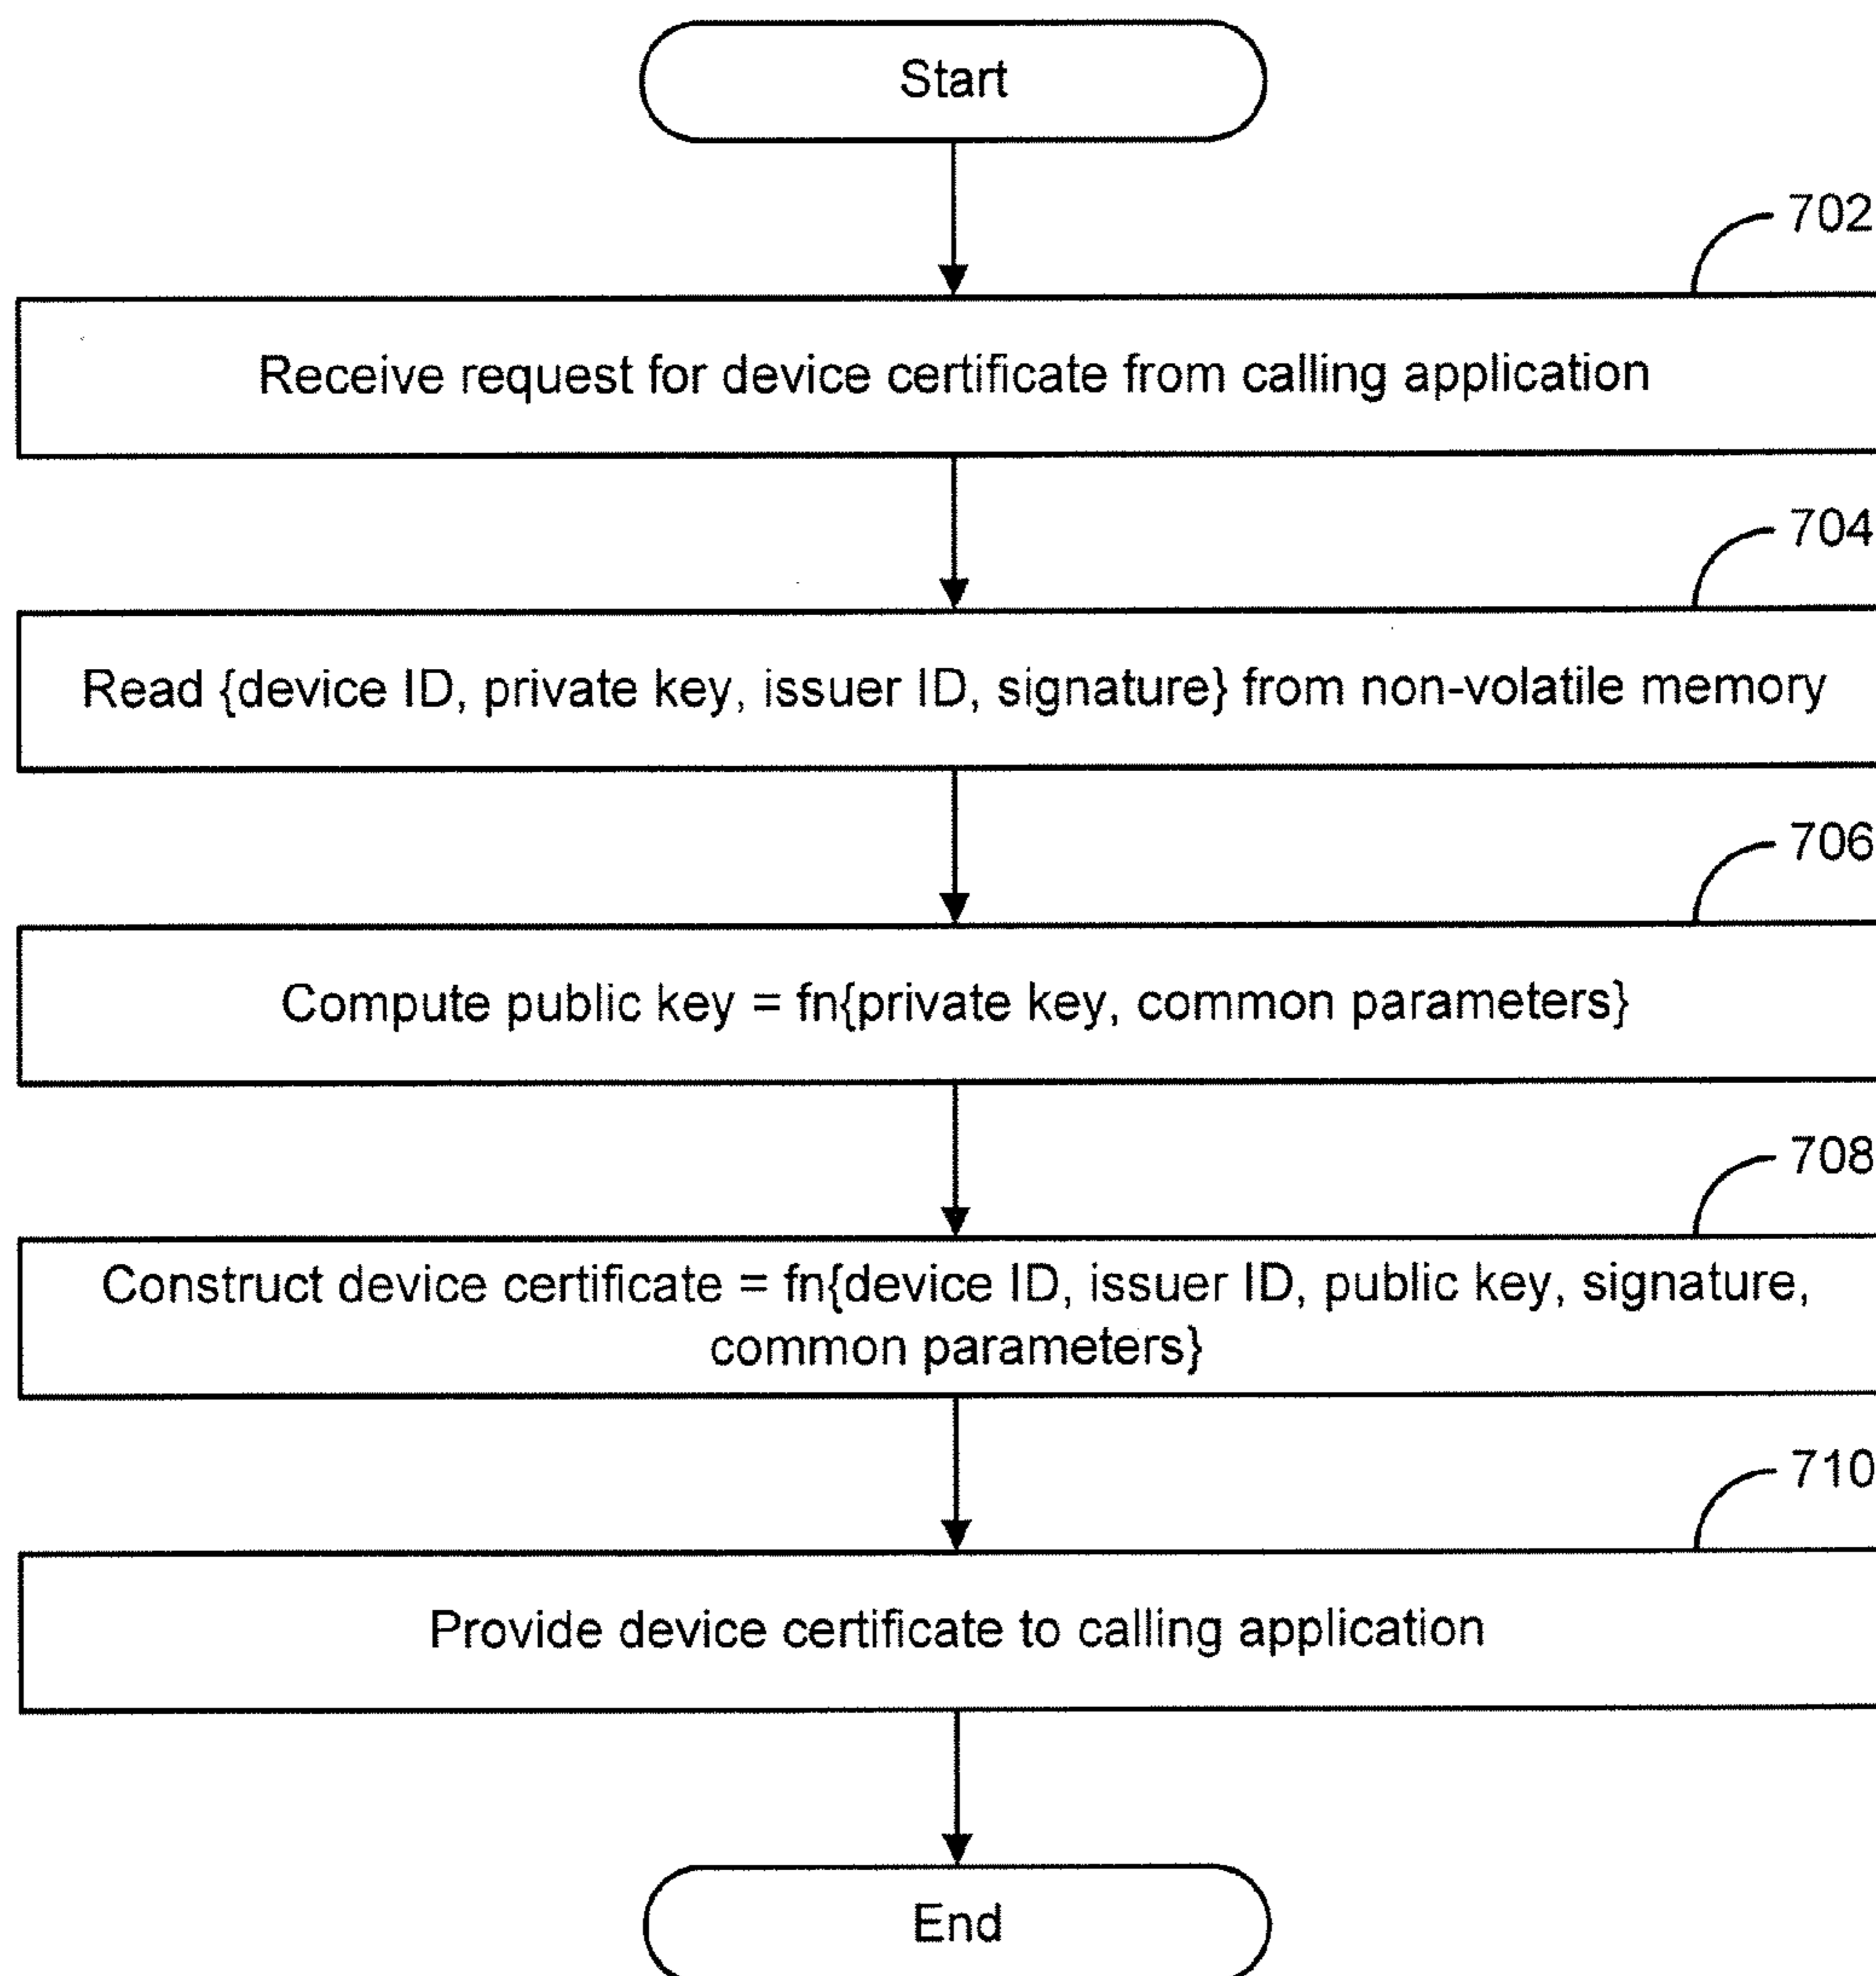 Start
702
Receive request for device certificate from calling application
704
Read {device ID, private key, issuer ID, signature} from non-volatile memory
706
Compute public key = fn{private key, common parameters}
708
Construct device certificate = fn{device ID, issuer ID, public key, signature,
common parameters}
710
Provide device certificate to calling application
End